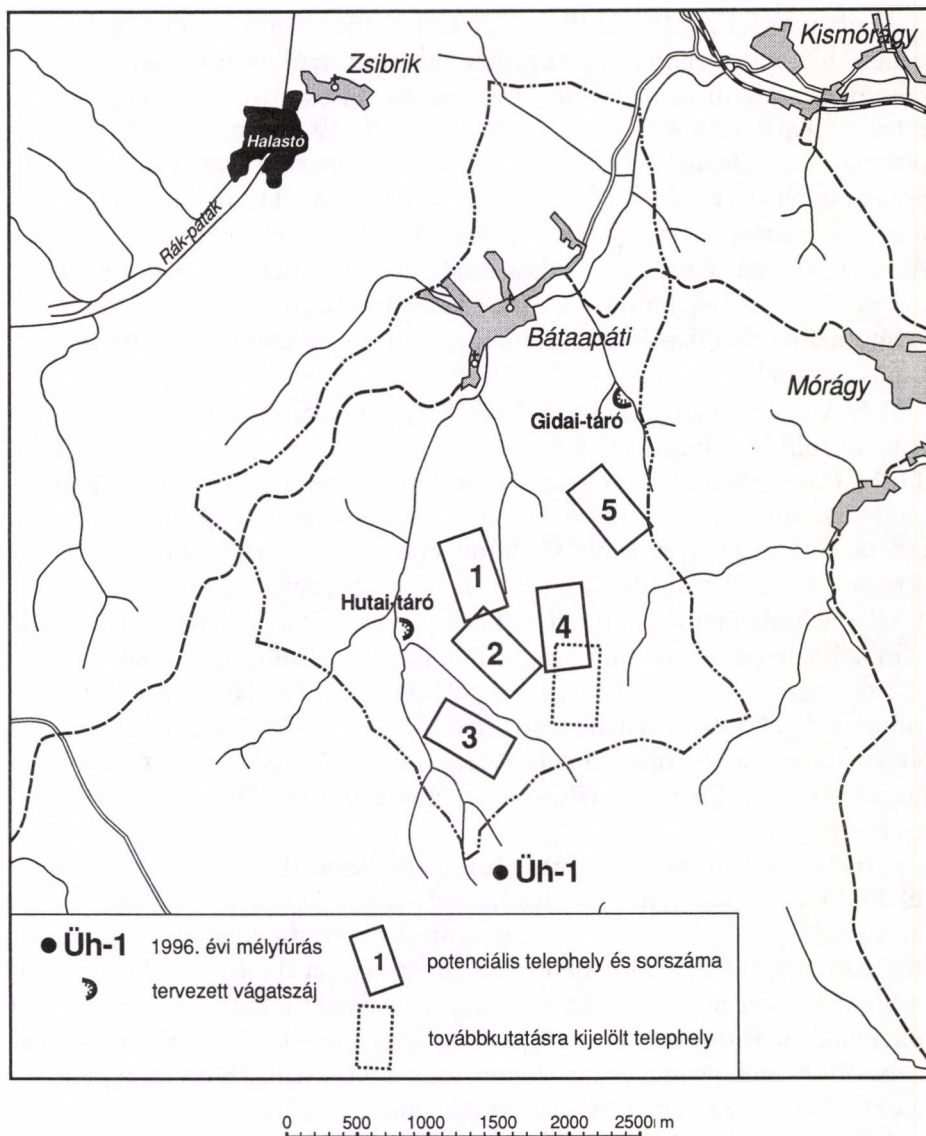 Kismórágy
Zsibrik
Halastó
Rák-patak
Bátaapáti
Mórágy
Gidai-táró
5
1
Hutai-táró
4
2
3
Üh-1
Üh-1
1996. évi mélyfúrás
tervezett vágatszáj
1
potenciális telephely és sorszáma
továbbkutatásra kijelölt telephely
0 500 1000 1500 2000 2500 m